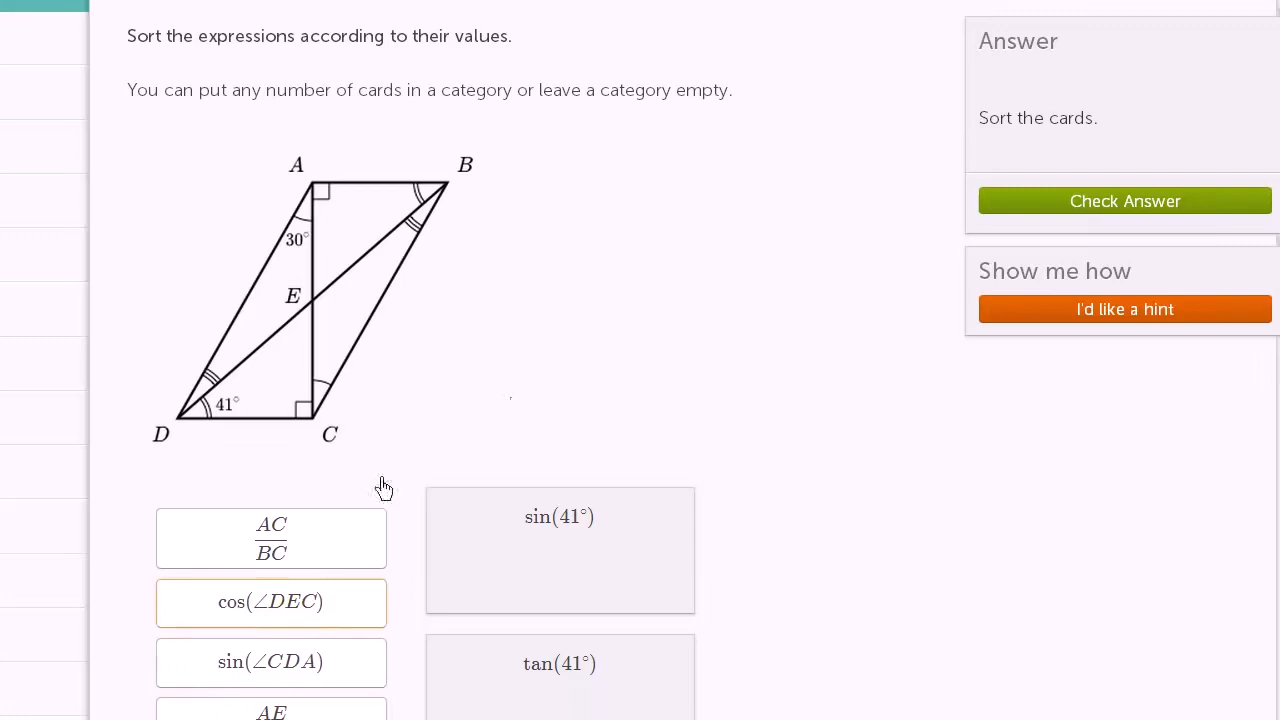 Sort the expressions according to their values.
You can put any number of cards in a category or leave a category empty.
A
B
30°
E
41°
D
C
AC
BC
cos(∠DEC)
sin(∠CDA)
AE
sin(41°)
tan(41°)
Answer
Sort the cards.
Check Answer
Show me how
I'd like a hint